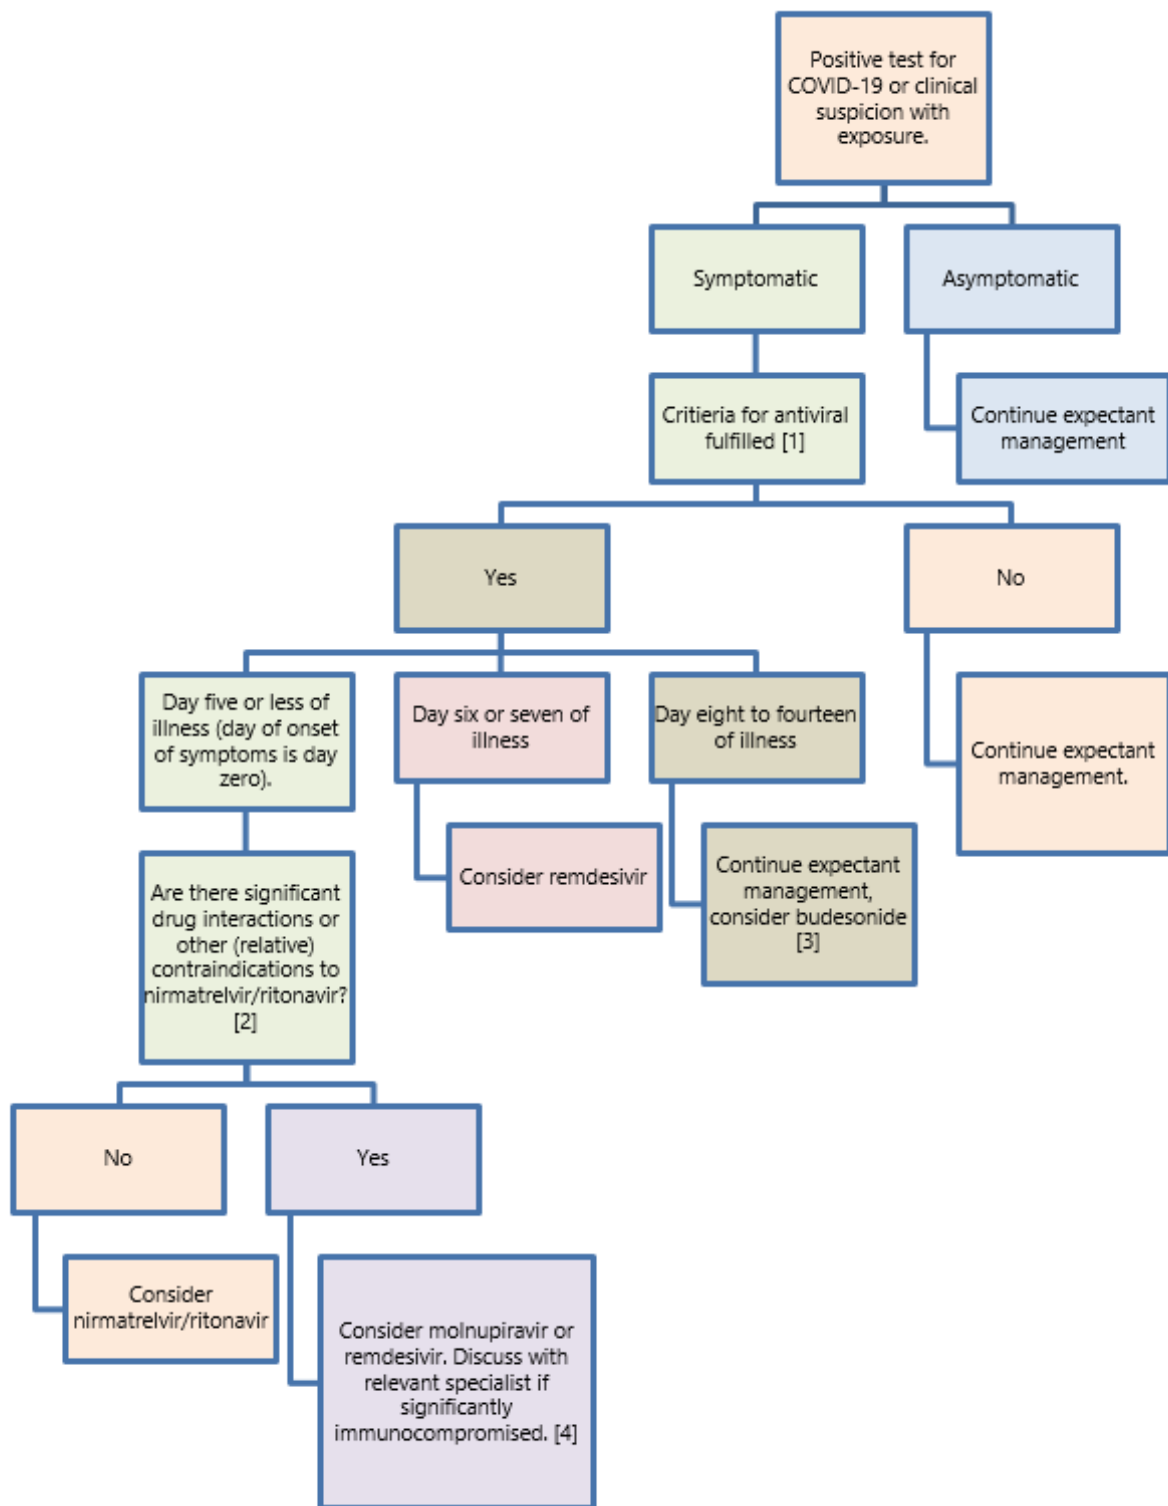 Positive test for
COVID-19 or clinical
suspicion with
exposure.
Symptomatic
Asymptomatic
Critieria for antiviral
fulfilled [1]
Continue expectant
management
Yes
No
Day five or less of
illness (day of onset
of symptoms is day
zero).
Day six or seven of
illness
Day eight to fourteen
of illness
Continue expectant
management.
Are there significant
drug interactions or
other (relative)
contraindications to
nirmatrelvir/ritonavir?
[2]
Consider remdesivir
Continue expectant
management,
consider budesonide
[3]
No
Yes
Consider
nirmatrelvir/ritonavir
Consider molnupiravir or
remdesivir. Discuss with
relevant specialist if
significantly
immunocompromised. [4]